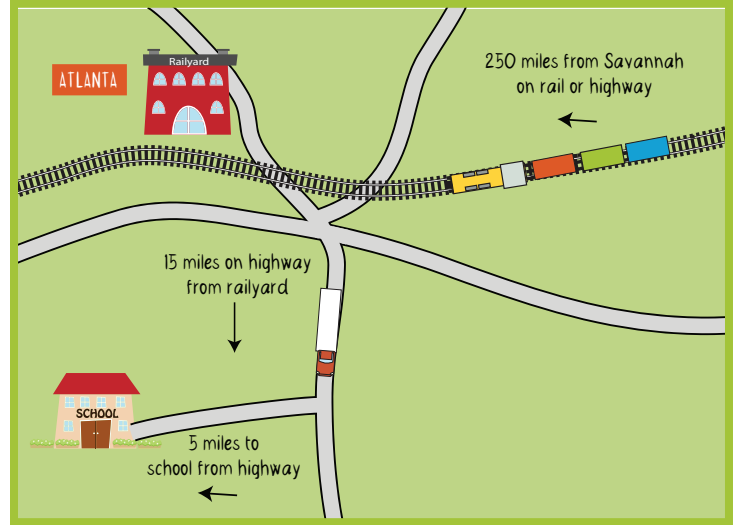 Railyard
ATLANTA
250 miles from Savannah
on rail or highway
15 miles on highway
from railyard
SCHOOL
5 miles to
school from highway